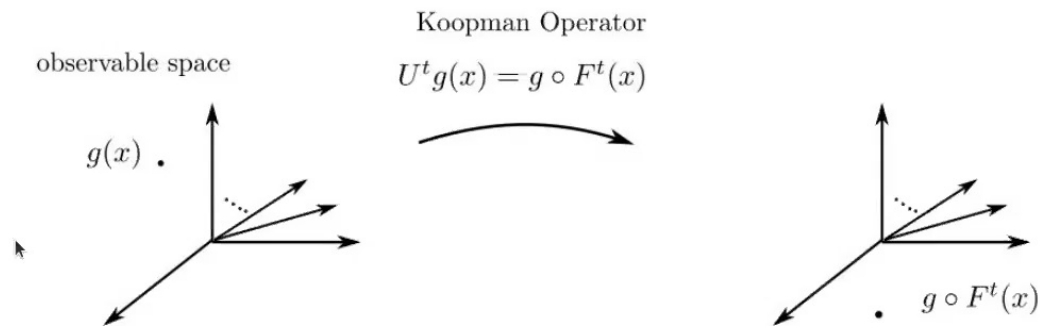 Koopman Operator
observable space
U^t g(x) = g ∘ F^t(x)
g(x)
g ∘ F^t(x)